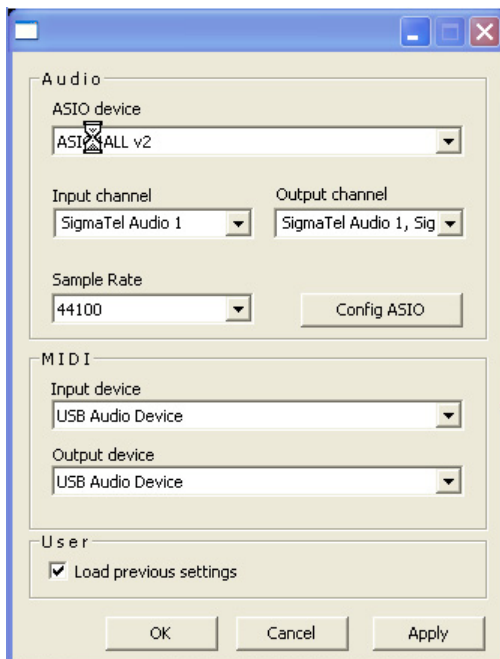 Audio
ASIO device
ASIO4ALL v2
Input channel
Output channel
SigmaTel Audio 1
SigmaTel Audio 1, Sig
Sample Rate
44100
Config ASIO
MIDI
Input device
USB Audio Device
Output device
USB Audio Device
User
Load previous settings
OK
Cancel
Apply